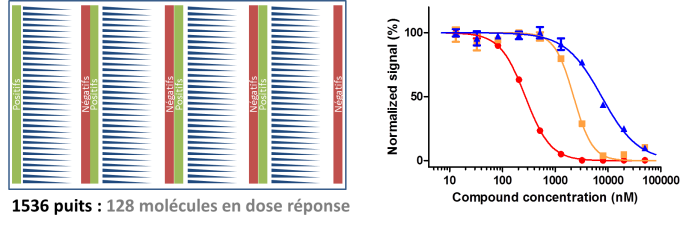 Positifs
Négatifs
Positifs
Négatifs
Positifs
Négatifs
Positifs
Négatifs
1536 puits : 128 molécules en dose réponse
Normalized signal (%)
100
50
0
10
100
1000
10000
100000
Compound concentration (nM)